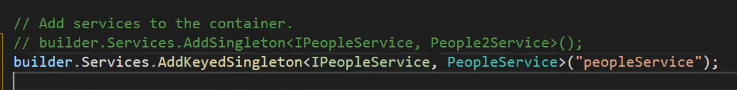 // Add services to the container.
// builder.Services.AddSingleton<IPeopleService, People2Service>();
builder.Services.AddKeyedSingleton<IPeopleService, PeopleService>("peopleService");